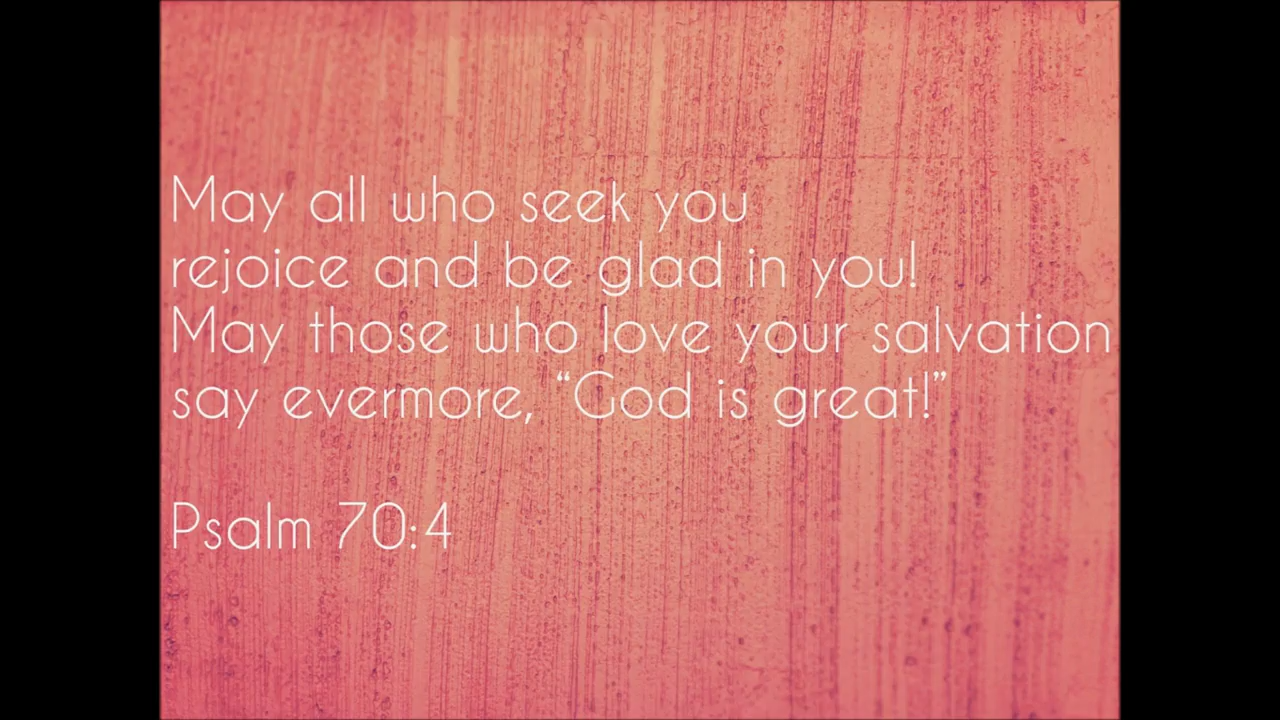 May all who seek you
rejoice and be glad in you!
May those who love your salvation
say evermore, “God is great!”
Psalm 70:4